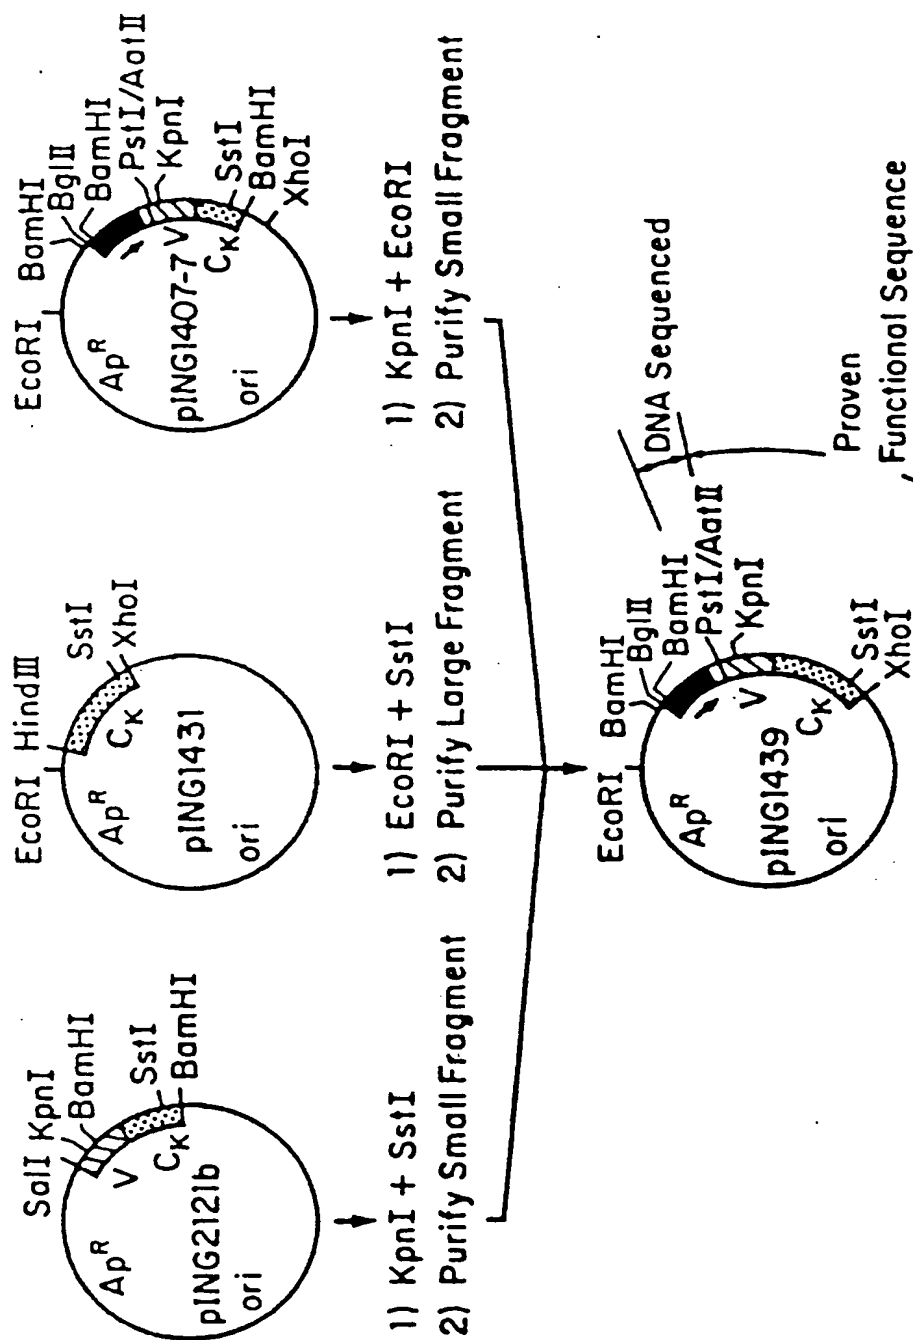 SalI
KpnI
BamHI
SstI
BamHI
V
CK
ApR
pING2121b
ori
1) KpnI + SstI
2) Purify Small Fragment
EcoRI
HindIII
SstI
XhoI
CK
ApR
pING1431
ori
1) EcoRI + SstI
2) Purify Large Fragment
EcoRI
BamHI
BglII
BamHI
PstI/AatII
KpnI
SstI
BamHI
XhoI
V
CK
ApR
pING1407-7
ori
1) KpnI + EcoRI
2) Purify Small Fragment
EcoRI
BamHI
BglII
BamHI
PstI/AatII
KpnI
SstI
XhoI
V
CK
ApR
pING1439
ori
DNA Sequenced
Proven
Functional Sequence